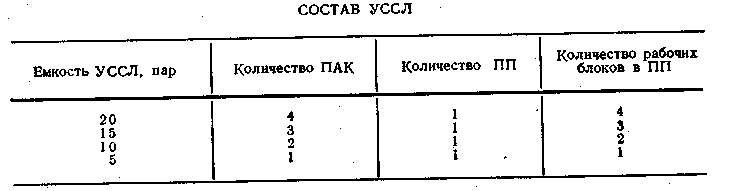 СОСТАВ УССЛ
Емкость УССЛ, пар Количество ПАК Количество ПП Количество рабочих блоков в ПП
20 4 1 4
15 3 1 3
10 2 1 2
5 1 1 1